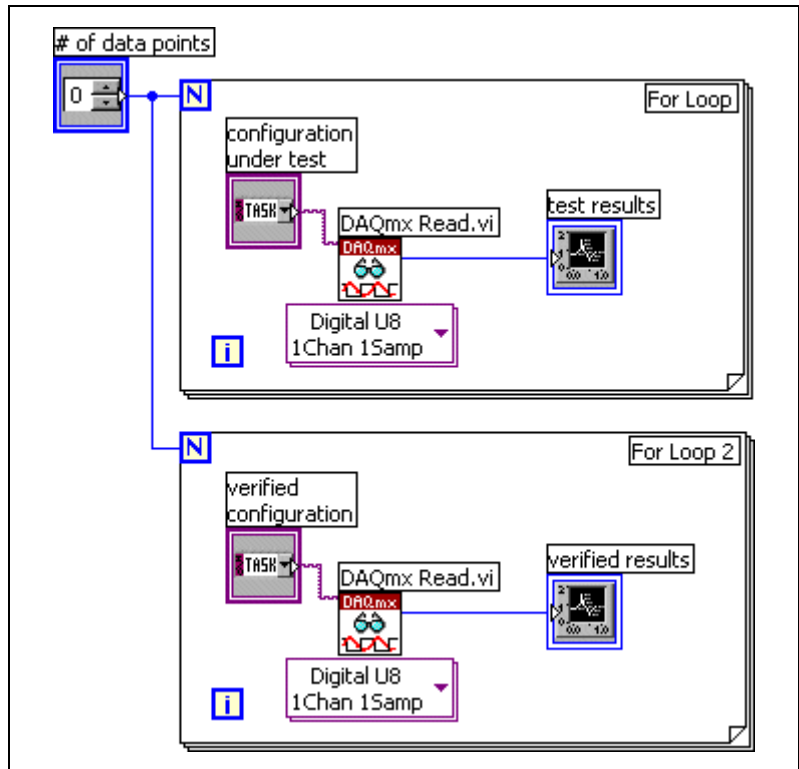 # of data points
0
N
For Loop
configuration
under test
TASK
DAQmx Read.vi
DAQmx
test results
Digital U8
1Chan 1Samp
i
N
For Loop 2
verified
configuration
TASK
DAQmx Read.vi
DAQmx
verified results
Digital U8
1Chan 1Samp
i